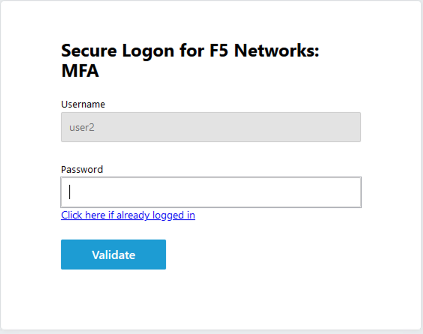 Secure Logon for F5 Networks:
MFA
Username
user2
Password
Click here if already logged in
Validate